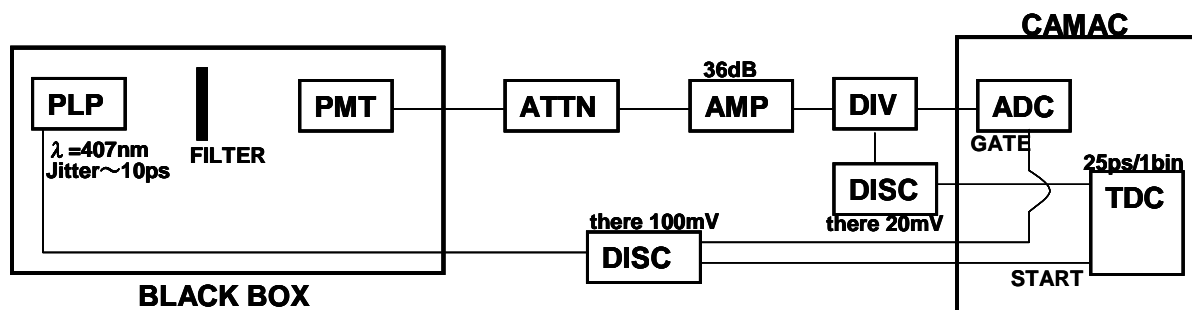 CAMAC
36dB
PLP
PMT
ATTN
AMP
DIV
ADC
λ=407nm
Jitter~10ps
FILTER
GATE
25ps/1bin
TDC
DISC
there 20mV
there 100mV
DISC
START
BLACK BOX